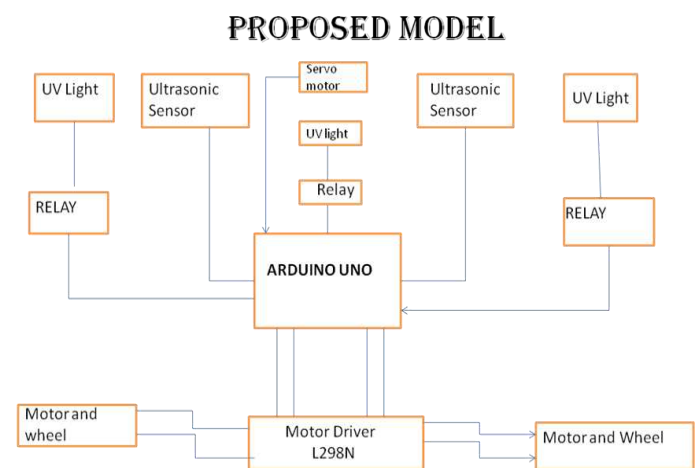 PROPOSED MODEL
UV Light
Ultrasonic
Sensor
Servo
motor
Ultrasonic
Sensor
UV Light
UV light
Relay
RELAY
RELAY
ARDUINO UNO
Motor and
wheel
Motor Driver
L298N
Motor and Wheel